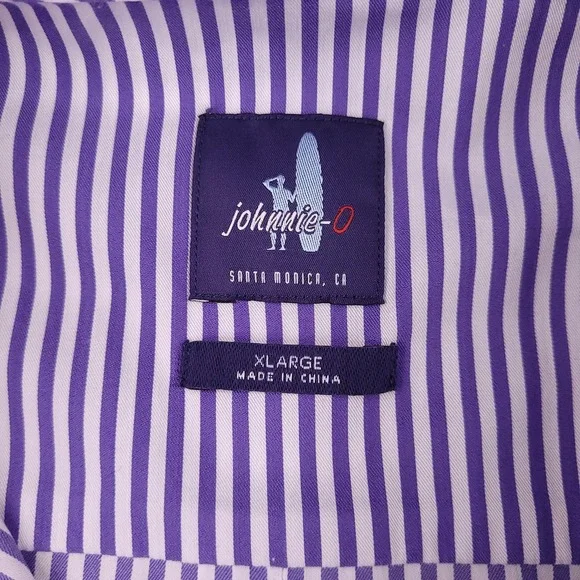 johnnie-O
SANTA MONICA, CA
XLARGE
MADE IN CHINA